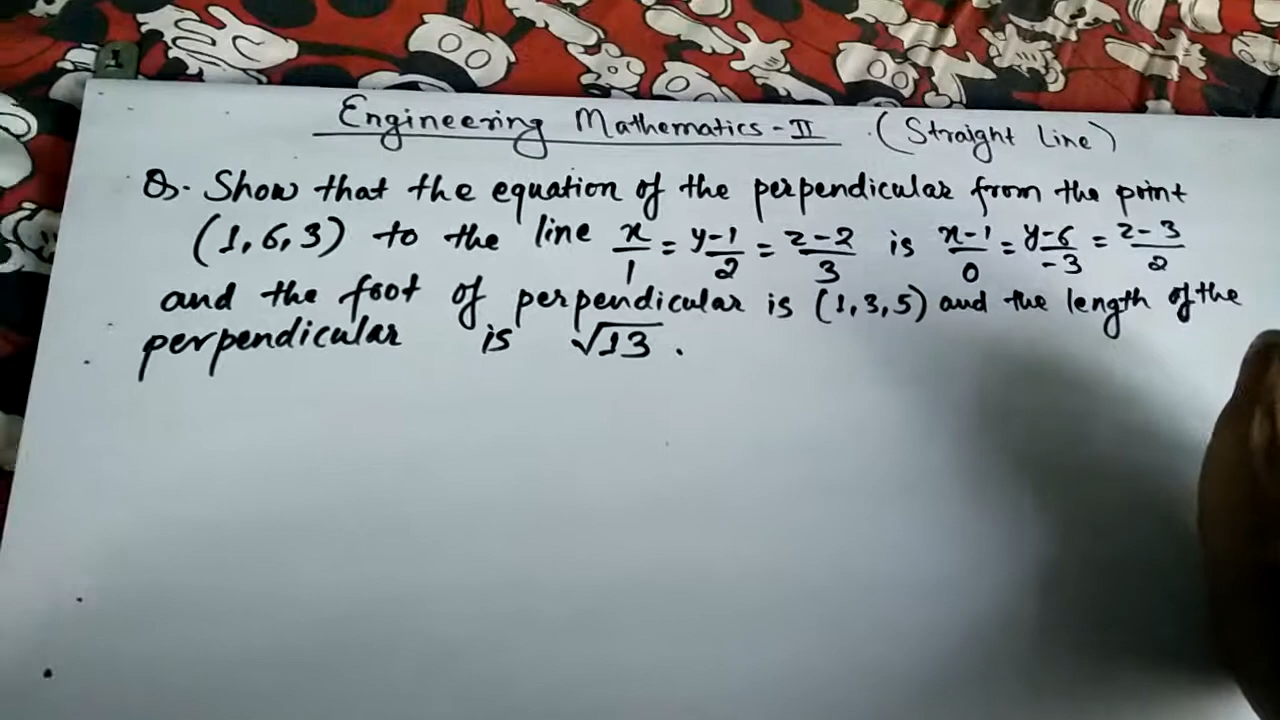 1
Engineering Mathematics-II (Straight Line)
Q. Show that the equation of the perpendicular from the point
(1,6,3) to the line x/1 = y-1/2 = z-2/3 is x-1/0 = y-6/-3 = z-3/2
and the foot of perpendicular is (1,3,5) and the length of the
perpendicular is √13.